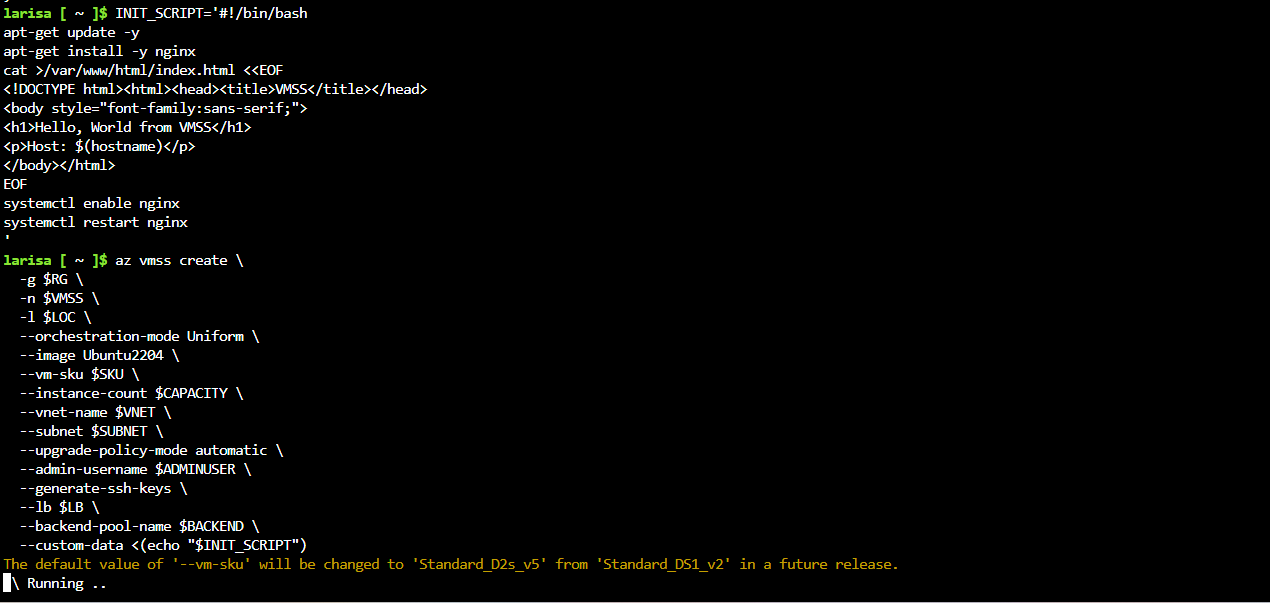 larisa [ ~ ]$ INIT_SCRIPT='#!/bin/bash
apt-get update -y
apt-get install -y nginx
cat >/var/www/html/index.html <<EOF
<!DOCTYPE html><html><head><title>VMSS</title></head>
<body style="font-family:sans-serif;">
<h1>Hello, World from VMSS</h1>
<p>Host: $(hostname)</p>
</body></html>
EOF
systemctl enable nginx
systemctl restart nginx
'
larisa [ ~ ]$ az vmss create \
  -g $RG \
  -n $VMSS \
  -l $LOC \
  --orchestration-mode Uniform \
  --image Ubuntu2204 \
  --vm-sku $SKU \
  --instance-count $CAPACITY \
  --vnet-name $VNET \
  --subnet $SUBNET \
  --upgrade-policy-mode automatic \
  --admin-username $ADMINUSER \
  --generate-ssh-keys \
  --lb $LB \
  --backend-pool-name $BACKEND \
  --custom-data <(echo "$INIT_SCRIPT")
The default value of '--vm-sku' will be changed to 'Standard_D2s_v5' from 'Standard_DS1_v2' in a future release.
\ Running ..